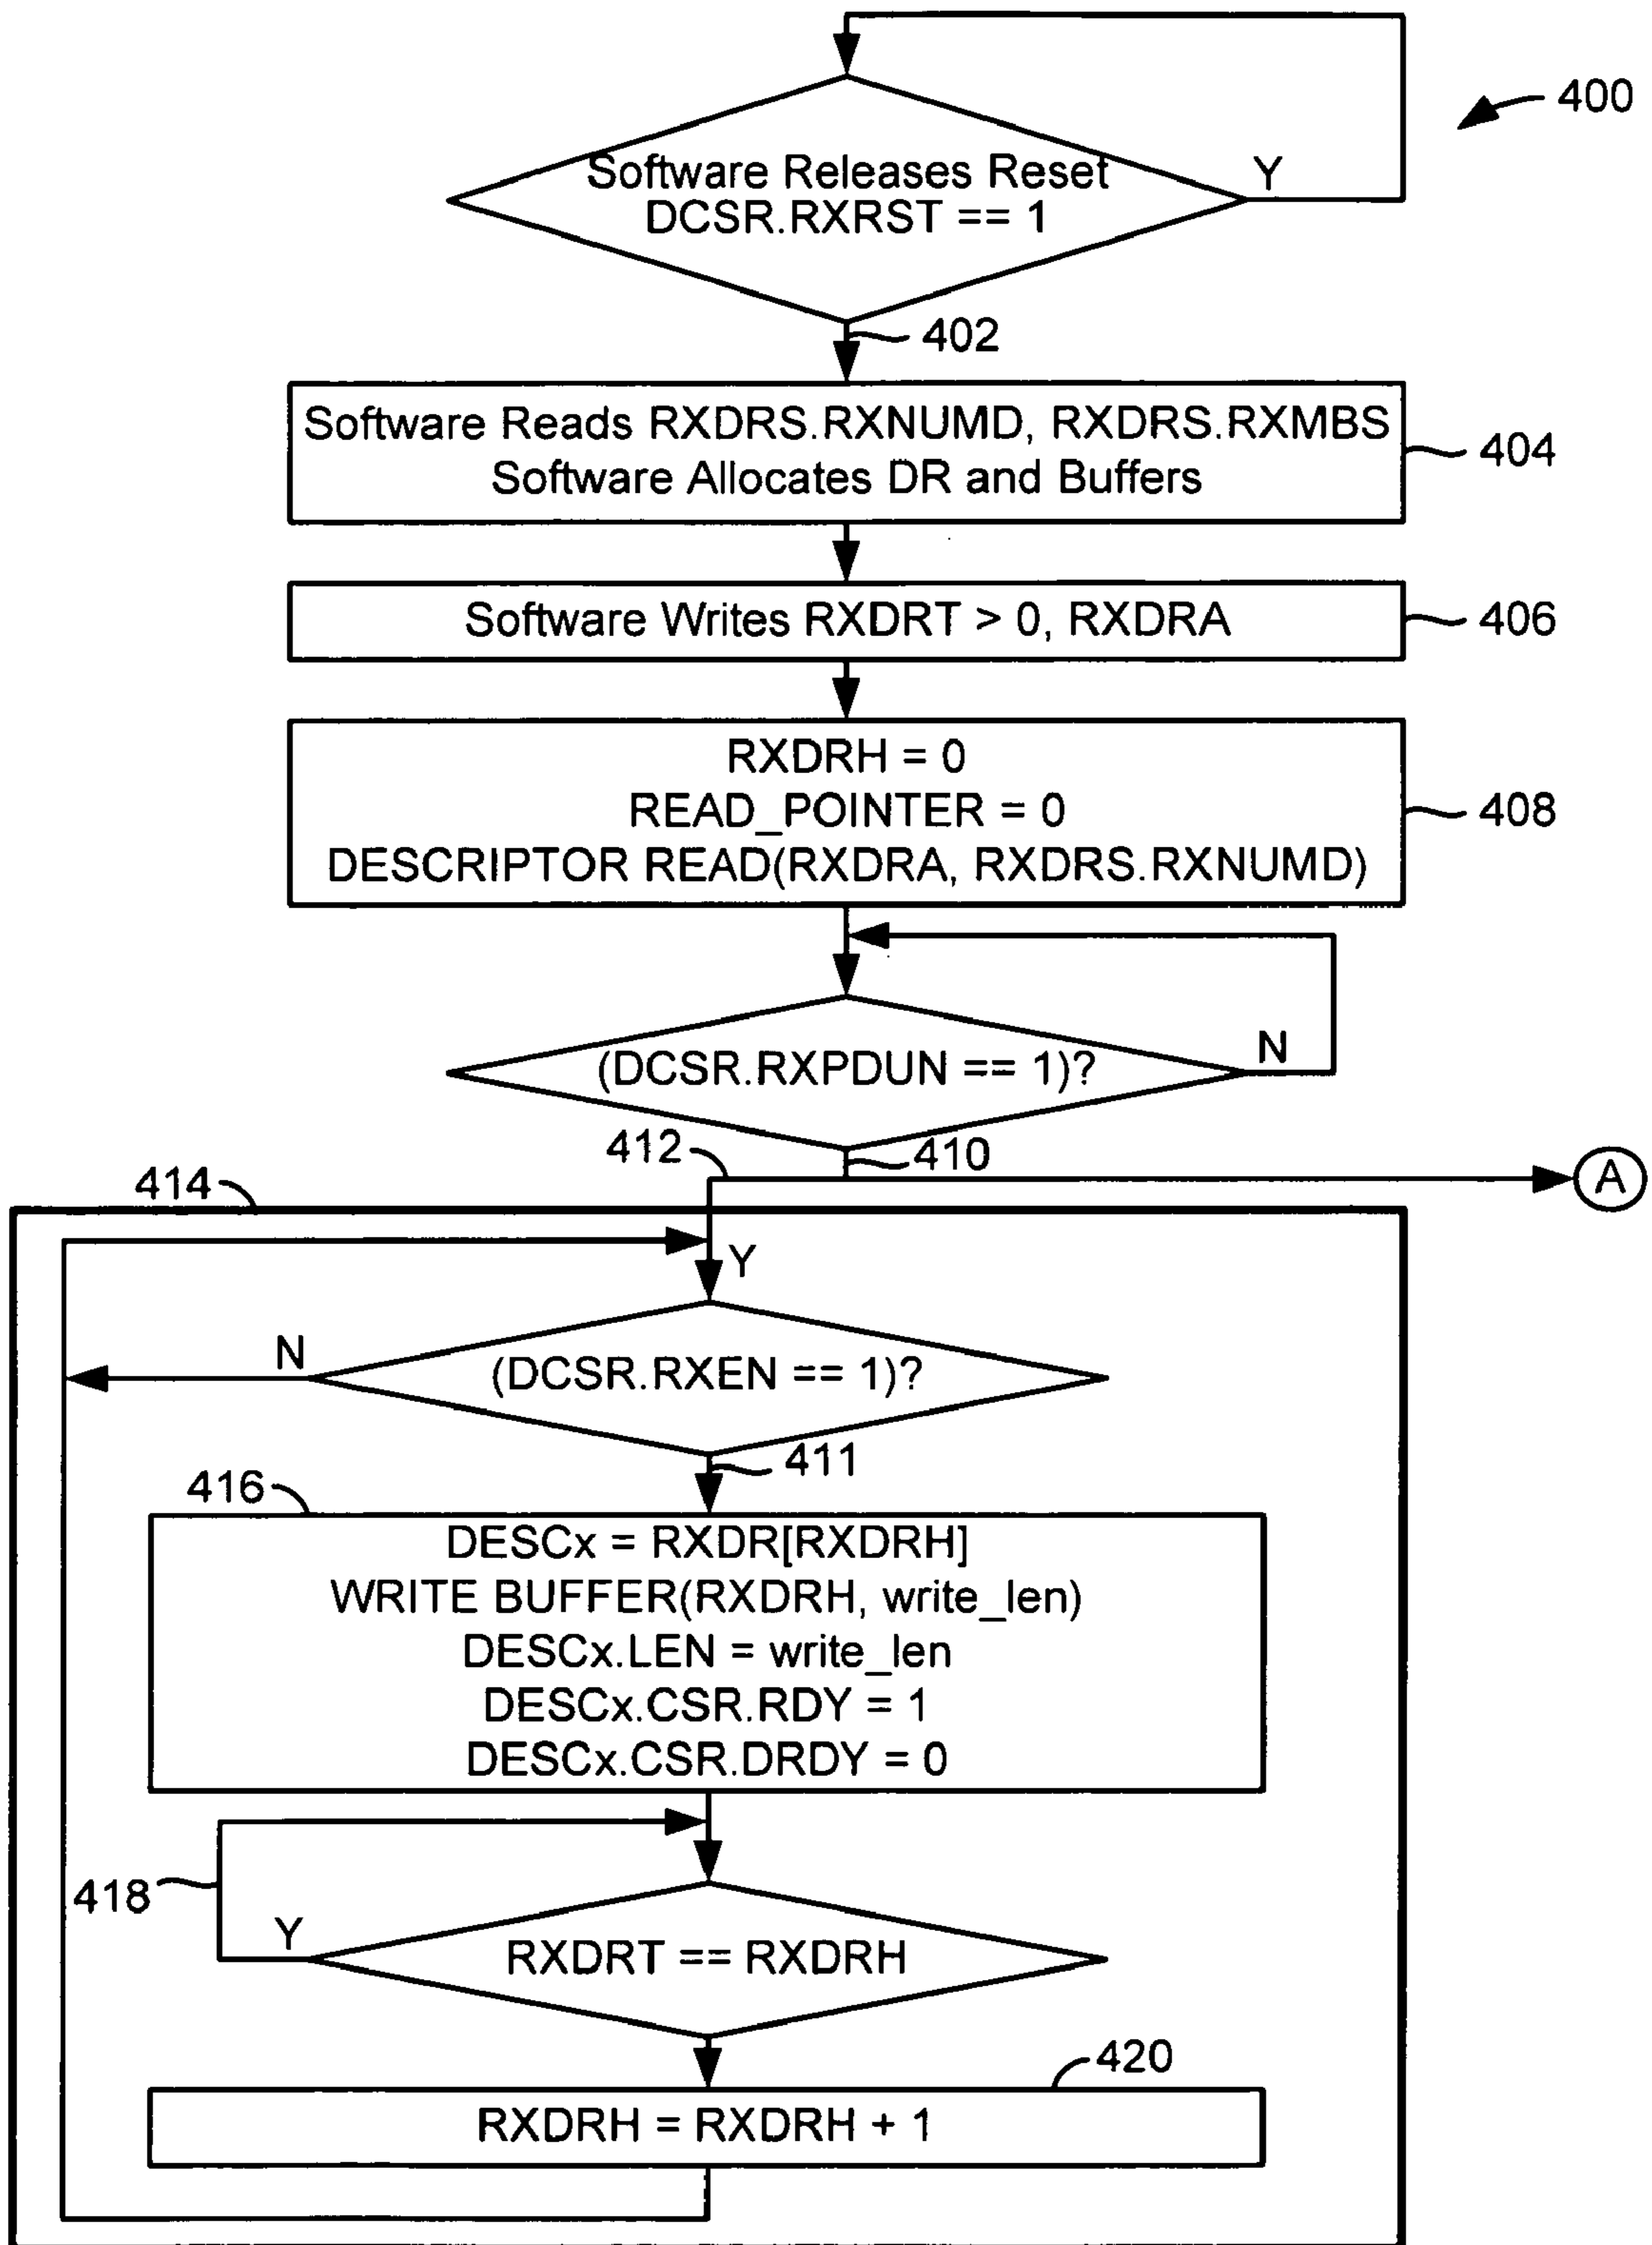 400
Software Releases Reset
DCSR.RXRST == 1
Y
402
Software Reads RXDRS.RXNUMD, RXDRS.RXMBS
Software Allocates DR and Buffers
404
Software Writes RXDRT > 0, RXDRA
406
RXDRH = 0
READ_POINTER = 0
DESCRIPTOR READ(RXDRA, RXDRS.RXNUMD)
408
(DCSR.RXPDUN == 1)?
N
412
410
A
414
Y
N
(DCSR.RXEN == 1)?
411
416
DESCx = RXDR[RXDRH]
WRITE BUFFER(RXDRH, write_len)
DESCx.LEN = write_len
DESCx.CSR.RDY = 1
DESCx.CSR.DRDY = 0
418
Y
RXDRT == RXDRH
420
RXDRH = RXDRH + 1